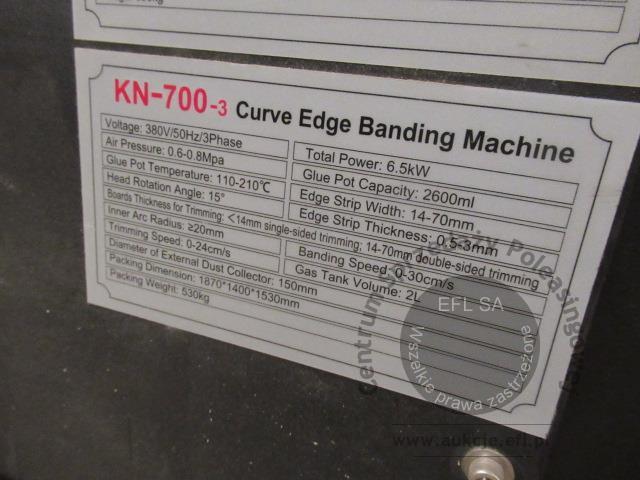 KN-700-3 Curve Edge Banding Machine
Voltage: 380V/50Hz/3Phase
Total Power: 6.5kW
Air Pressure: 0.6-0.8Mpa
Glue Pot Capacity: 2600ml
Glue Pot Temperature: 110-210℃
Edge Strip Width: 14-70mm
Head Rotation Angle: 15°
Edge Strip Thickness: 0.5-3mm
Boards Thickness for Trimming: <14mm single-sided trimming; 14-70mm double-sided trimming
Inner Arc Radius: ≥20mm
Banding Speed: 0-30cm/s
Trimming Speed: 0-24cm/s
Gas Tank Volume: 2L
Diameter of External Dust Collector: 150mm
Packing Dimension: 1870*1400*1530mm
Packing Weight: 530kg
Centrum
Poleasingo
EFL SA
Wszelkie prawa zastrzeżone
www.aukcje.efl.pl